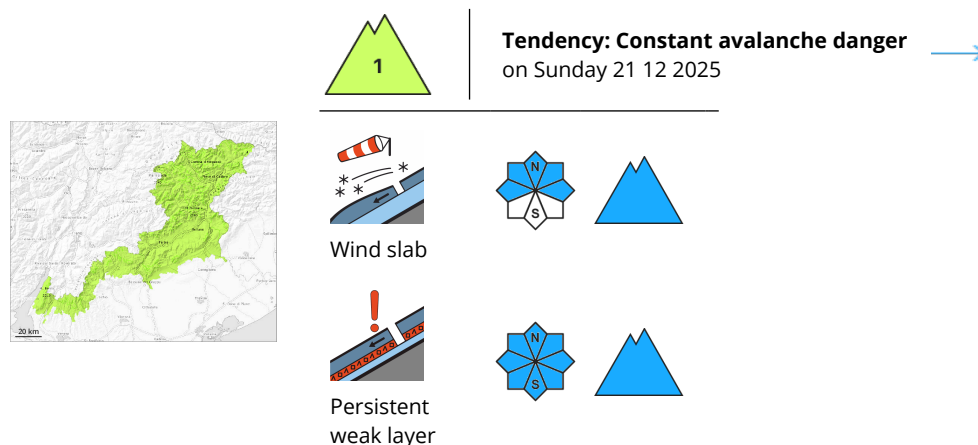 1
Tendency: Constant avalanche danger
on Sunday 21 12 2025
20 km
N
S
Wind slab
N
S
Persistent
weak layer